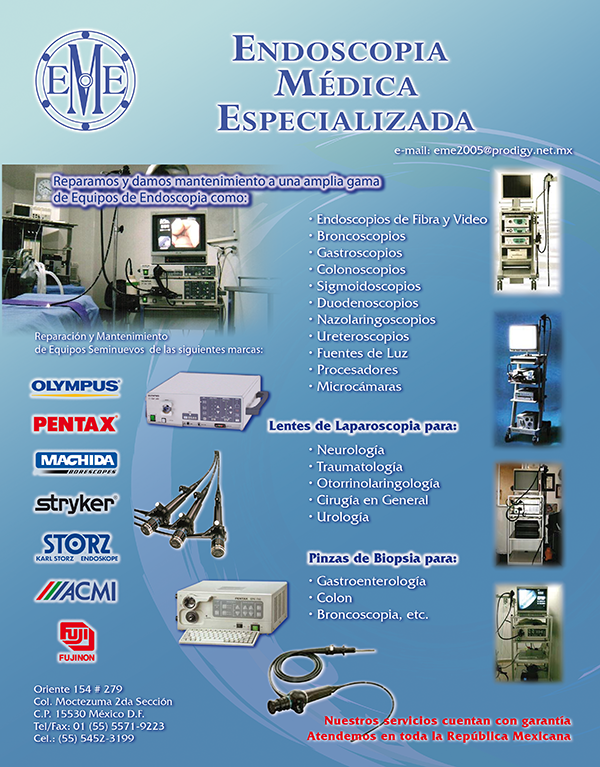 EME
ENDOSCOPIA
MÉDICA
ESPECIALIZADA
e-mail: eme2005@prodigy.net.mx
Reparamos y damos mantenimiento a una amplia gama
de Equipos de Endoscopia como:
· Endoscopios de Fibra y Video
· Broncoscopios
· Gastroscopios
· Colonoscopios
· Sigmoidoscopios
· Duodenoscopios
· Nazolaringoscopios
· Ureteroscopios
· Fuentes de Luz
· Procesadores
· Microcámaras
Reparación y Mantenimiento
de Equipos Seminuevos de las siguientes marcas:
OLYMPUS
PENTAX
MACHIDA
BORESCOPES
stryker
STORZ
KARL STORZ ENDOSKOPE
ACMI
FUJI
FUJINON
Lentes de Laparoscopia para:
· Neurología
· Traumatología
· Otorrinolaringología
· Cirugía en General
· Urología
Pinzas de Biopsia para:
· Gastroenterología
· Colon
· Broncoscopia, etc.
PENTAX
Oriente 154 # 279
Col. Moctezuma 2da Sección
C.P. 15530 México D.F.
Tel/Fax: 01 (55) 5571-9223
Cel.: (55) 5452-3199
Nuestros servicios cuentan con garantía
Atendemos en toda la República Mexicana